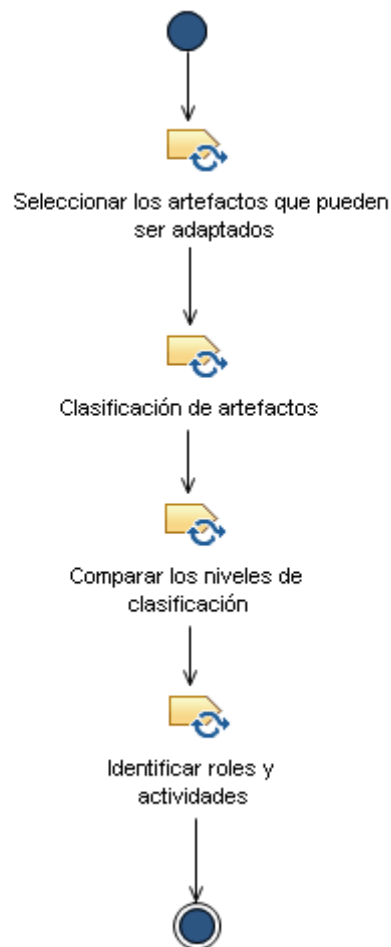 Seleccionar los artefactos que pueden
ser adaptados
Clasificación de artefactos
Comparar los niveles de
clasificación
Identificar roles y
actividades